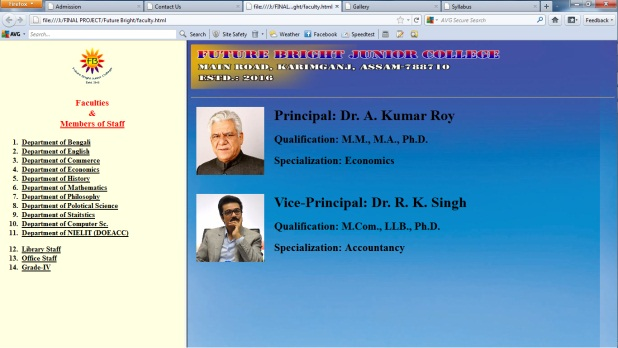 Firefox
Admission
Contact Us
file:///J:/FINAL...ght/faculty.html
Gallery
Syllabus
file:///J:/FINAL PROJECT/Future Bright/faculty.html
AVG Secure Search
Feedback
AVG
Search...
Search
Site Safety
Weather
Facebook
Speedtest
FB
FUTURE BRIGHT JUNIOR COLLEGE
MAIN ROAD, KARIMGANJ, ASSAM-788710
ESTD.: 2016
Faculties
&
Members of Staff
1. Department of Bengali
2. Department of English
3. Department of Commerce
4. Department of Economics
5. Department of History
6. Department of Mathematics
7. Department of Philosophy
8. Department of Polotical Science
9. Department of Staitstics
10. Department of Computer Sc.
11. Department of NIELIT (DOEACC)
12. Library Staff
13. Office Staff
14. Grade-IV
Principal: Dr. A. Kumar Roy
Qualification: M.M., M.A., Ph.D.
Specialization: Economics
Vice-Principal: Dr. R. K. Singh
Qualification: M.Com., LLB., Ph.D.
Specialization: Accountancy